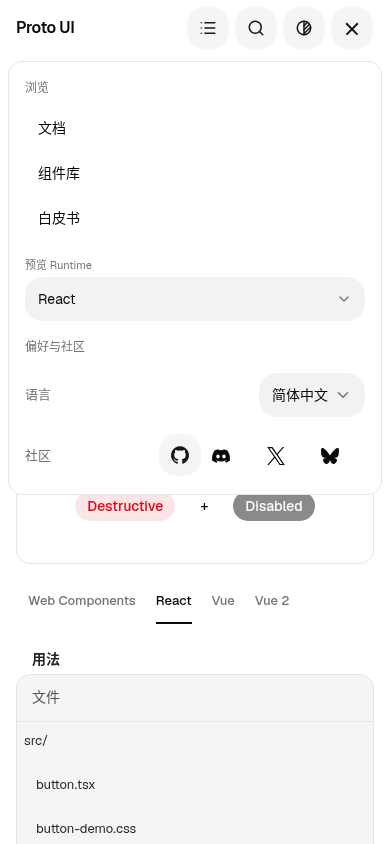 Proto UI
浏览
文档
组件库
白皮书
预览 Runtime
React
偏好与社区
语言
简体中文
社区
Destructive
+
Disabled
Web Components React Vue Vue 2
用法
文件
src/
button.tsx
button-demo.css